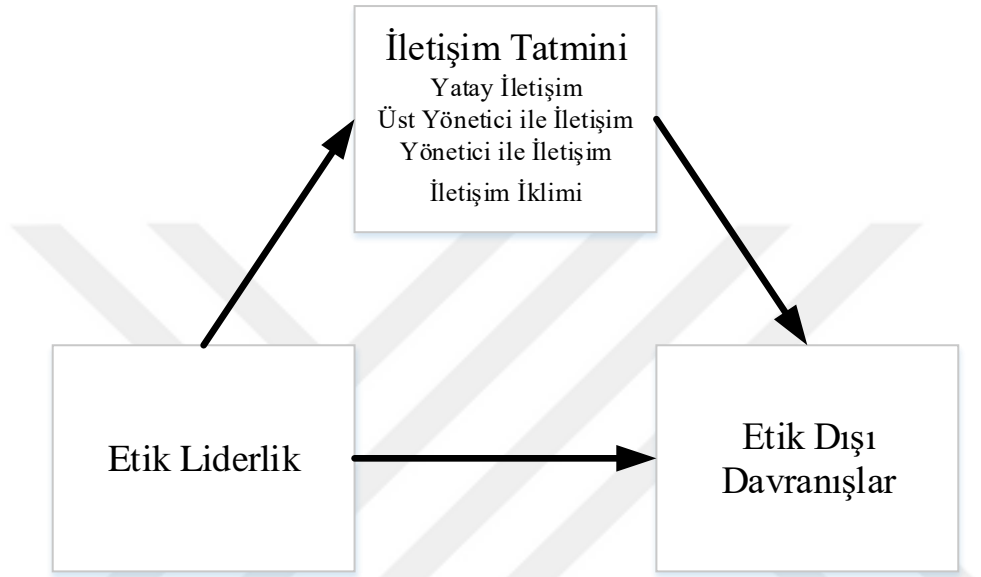 İletişim Tatmini
Yatay İletişim
Üst Yönetici ile İletişim
Yönetici ile İletişim
İletişim İklimi
Etik Liderlik
Etik Dışı
Davranışlar